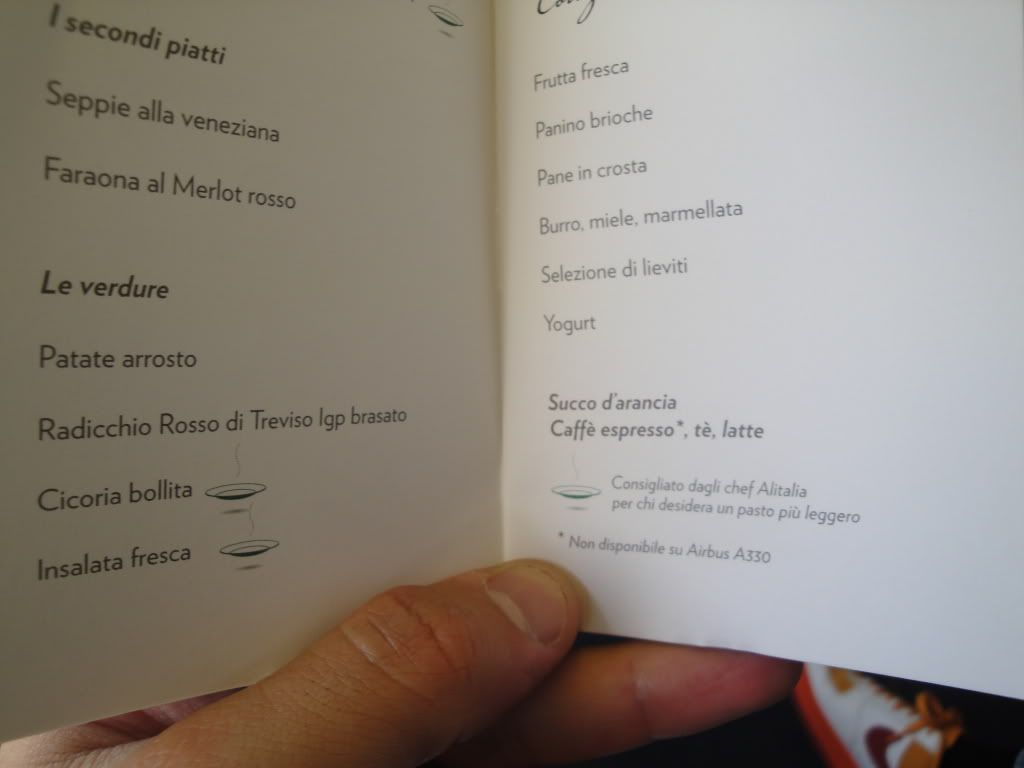 I secondi piatti
Seppie alla veneziana
Faraona al Merlot rosso
Le verdure
Patate arrosto
Radicchio Rosso di Treviso Igp brasato
Cicoria bollita
Insalata fresca
Frutta fresca
Panino brioche
Pane in crosta
Burro, miele, marmellata
Selezione di lieviti
Yogurt
Succo d'arancia
Caffè espresso*, tè, latte
Consigliato dagli chef Alitalia
per chi desidera un pasto più leggero
* Non disponibile su Airbus A330